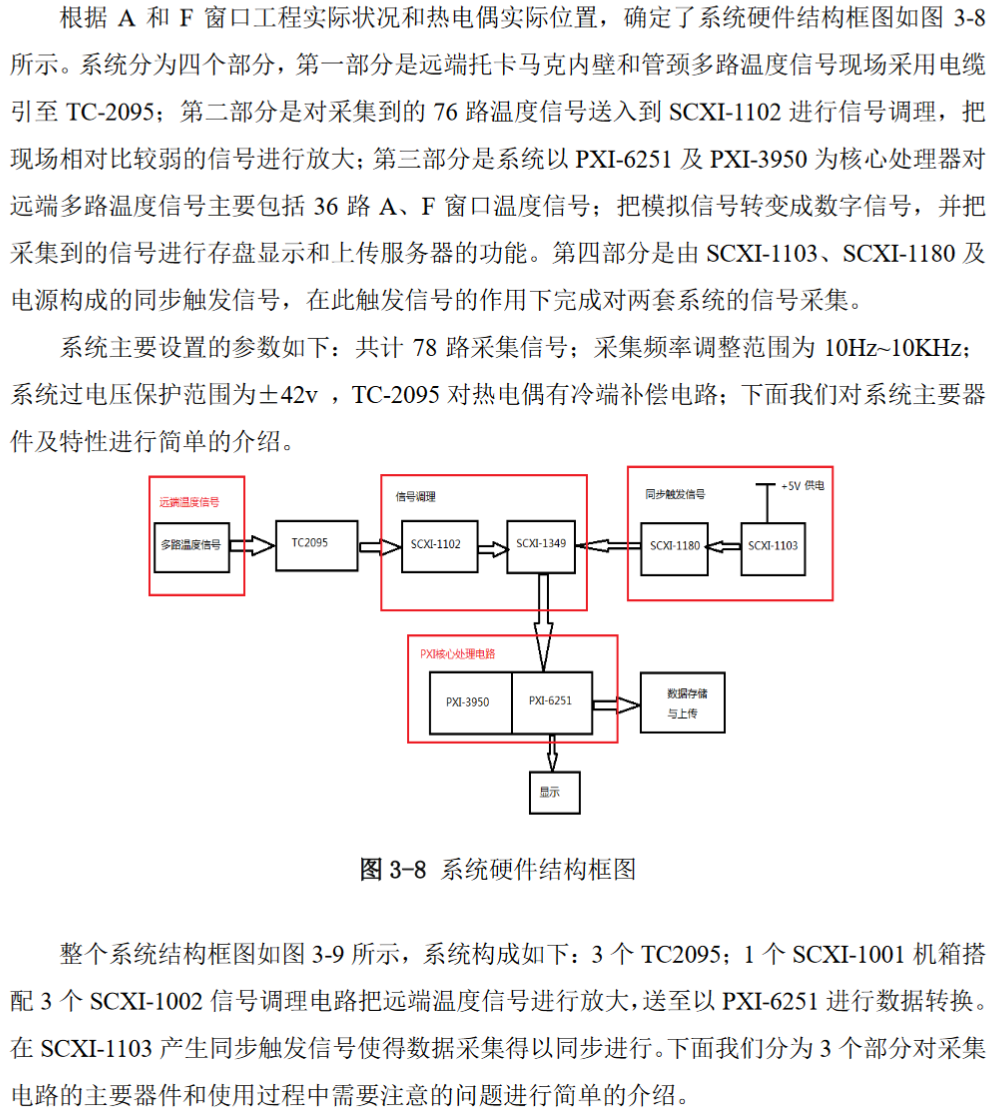 根据 A 和 F 窗口工程实际状况和热电偶实际位置，确定了系统硬件结构框图如图 3-8
所示。系统分为四个部分，第一部分是远端托卡马克内壁和管颈多路温度信号现场采用电缆
引至 TC-2095；第二部分是对采集到的 76 路温度信号送入到 SCXI-1102 进行信号调理，把
现场相对比较弱的信号进行放大；第三部分是系统以 PXI-6251 及 PXI-3950 为核心处理器对
远端多路温度信号主要包括 36 路 A、F 窗口温度信号；把模拟信号转变成数字信号，并把
采集到的信号进行存盘显示和上传服务器的功能。第四部分是由 SCXI-1103、SCXI-1180 及
电源构成的同步触发信号，在此触发信号的作用下完成对两套系统的信号采集。
系统主要设置的参数如下：共计 78 路采集信号；采集频率调整范围为 10Hz~10KHz；
系统过电压保护范围为±42v ，TC-2095 对热电偶有冷端补偿电路；下面我们对系统主要器
件及特性进行简单的介绍。
远端温度信号
多路温度信号
TC2095
信号调理
SCXI-1102
SCXI-1349
同步触发信号
+5V 供电
SCXI-1180
SCXI-1103
PXI核心处理电路
PXI-3950
PXI-6251
数据存储
与上传
显示
图 3-8 系统硬件结构框图
整个系统结构框图如图 3-9 所示，系统构成如下：3 个 TC2095；1 个 SCXI-1001 机箱搭
配 3 个 SCXI-1002 信号调理电路把远端温度信号进行放大，送至以 PXI-6251 进行数据转换。
在 SCXI-1103 产生同步触发信号使得数据采集得以同步进行。下面我们分为 3 个部分对采集
电路的主要器件和使用过程中需要注意的问题进行简单的介绍。